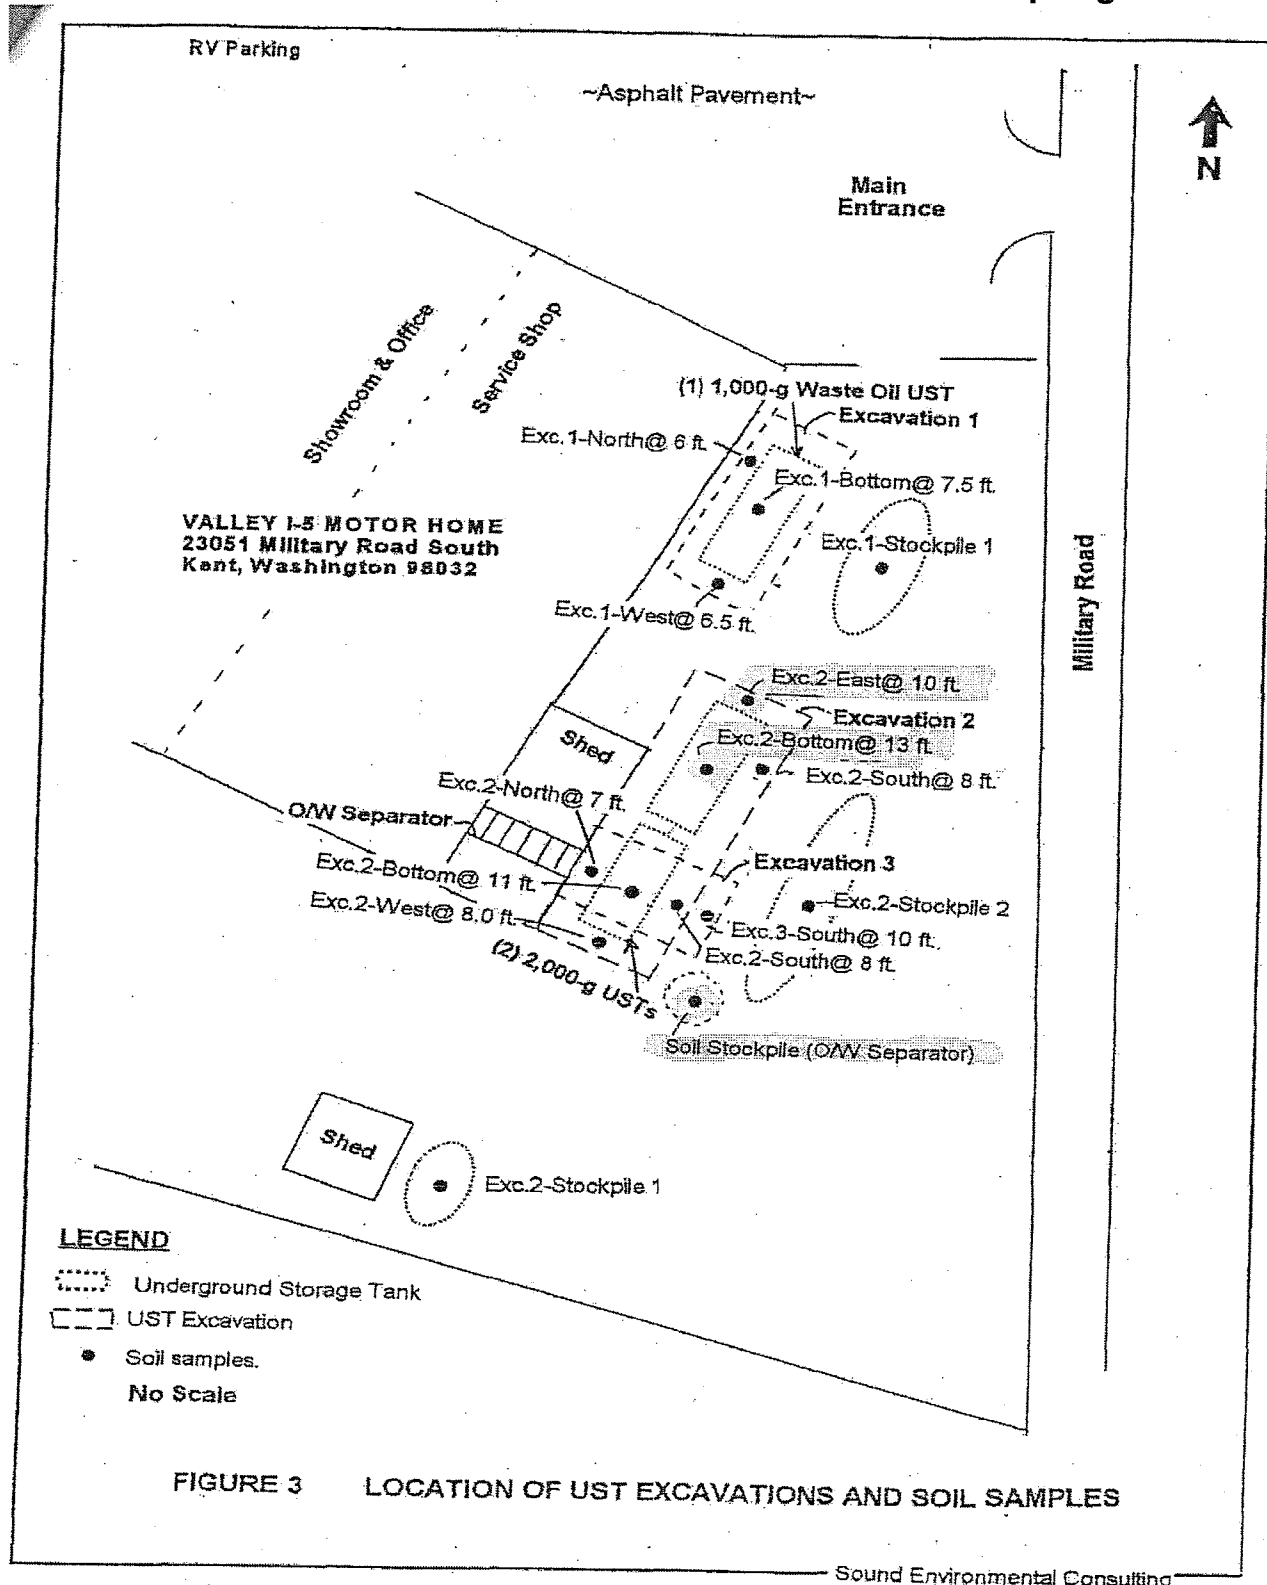 RV Parking
~Asphalt Pavement~
N
Main
Entrance
Showroom & Office
Service Shop
(1) 1,000-g Waste Oil UST
Excavation 1
Exc.1-North@ 6 ft.
Exc.1-Bottom@ 7.5 ft.
VALLEY I-5 MOTOR HOME
23051 Military Road South
Kent, Washington 98032
Exc.1-Stockpile 1
Exc.1-West@ 6.5 ft.
Military Road
Exc.2-East@ 10 ft.
Excavation 2
Shed
Exc.2-Bottom@ 13 ft.
Exc.2-South@ 8 ft.
Exc.2-North@ 7 ft.
O/W Separator
Excavation 3
Exc.2-Bottom@ 11 ft.
Exc.2-West@ 8.0 ft.
Exc.2-Stockpile 2
Exc.3-South@ 10 ft.
Exc.2-South@ 8 ft.
(2) 2,000-g USTs
Soil Stockpile (O/W Separator)
Shed
Exc.2-Stockpile 1
LEGEND
Underground Storage Tank
UST Excavation
Soil samples.
No Scale
FIGURE 3 LOCATION OF UST EXCAVATIONS AND SOIL SAMPLES
Sound Environmental Consulting